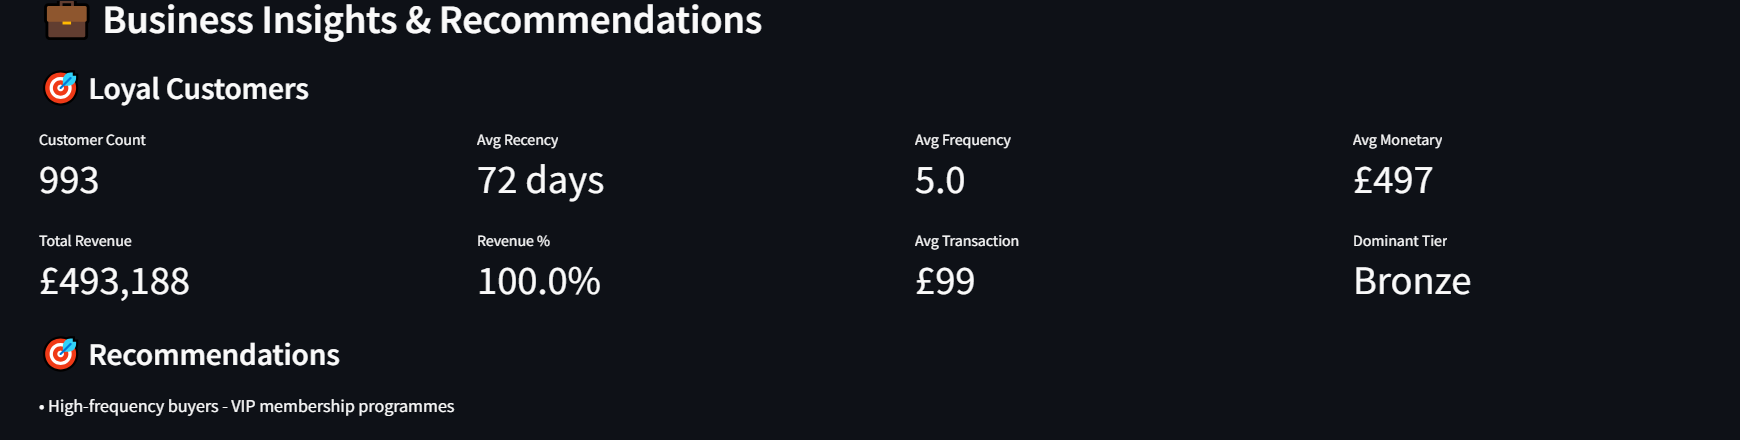 Business Insights & Recommendations
Loyal Customers
Customer Count
993
Avg Recency
72 days
Avg Frequency
5.0
Avg Monetary
£497
Total Revenue
£493,188
Revenue %
100.0%
Avg Transaction
£99
Dominant Tier
Bronze
Recommendations
• High-frequency buyers - VIP membership programmes